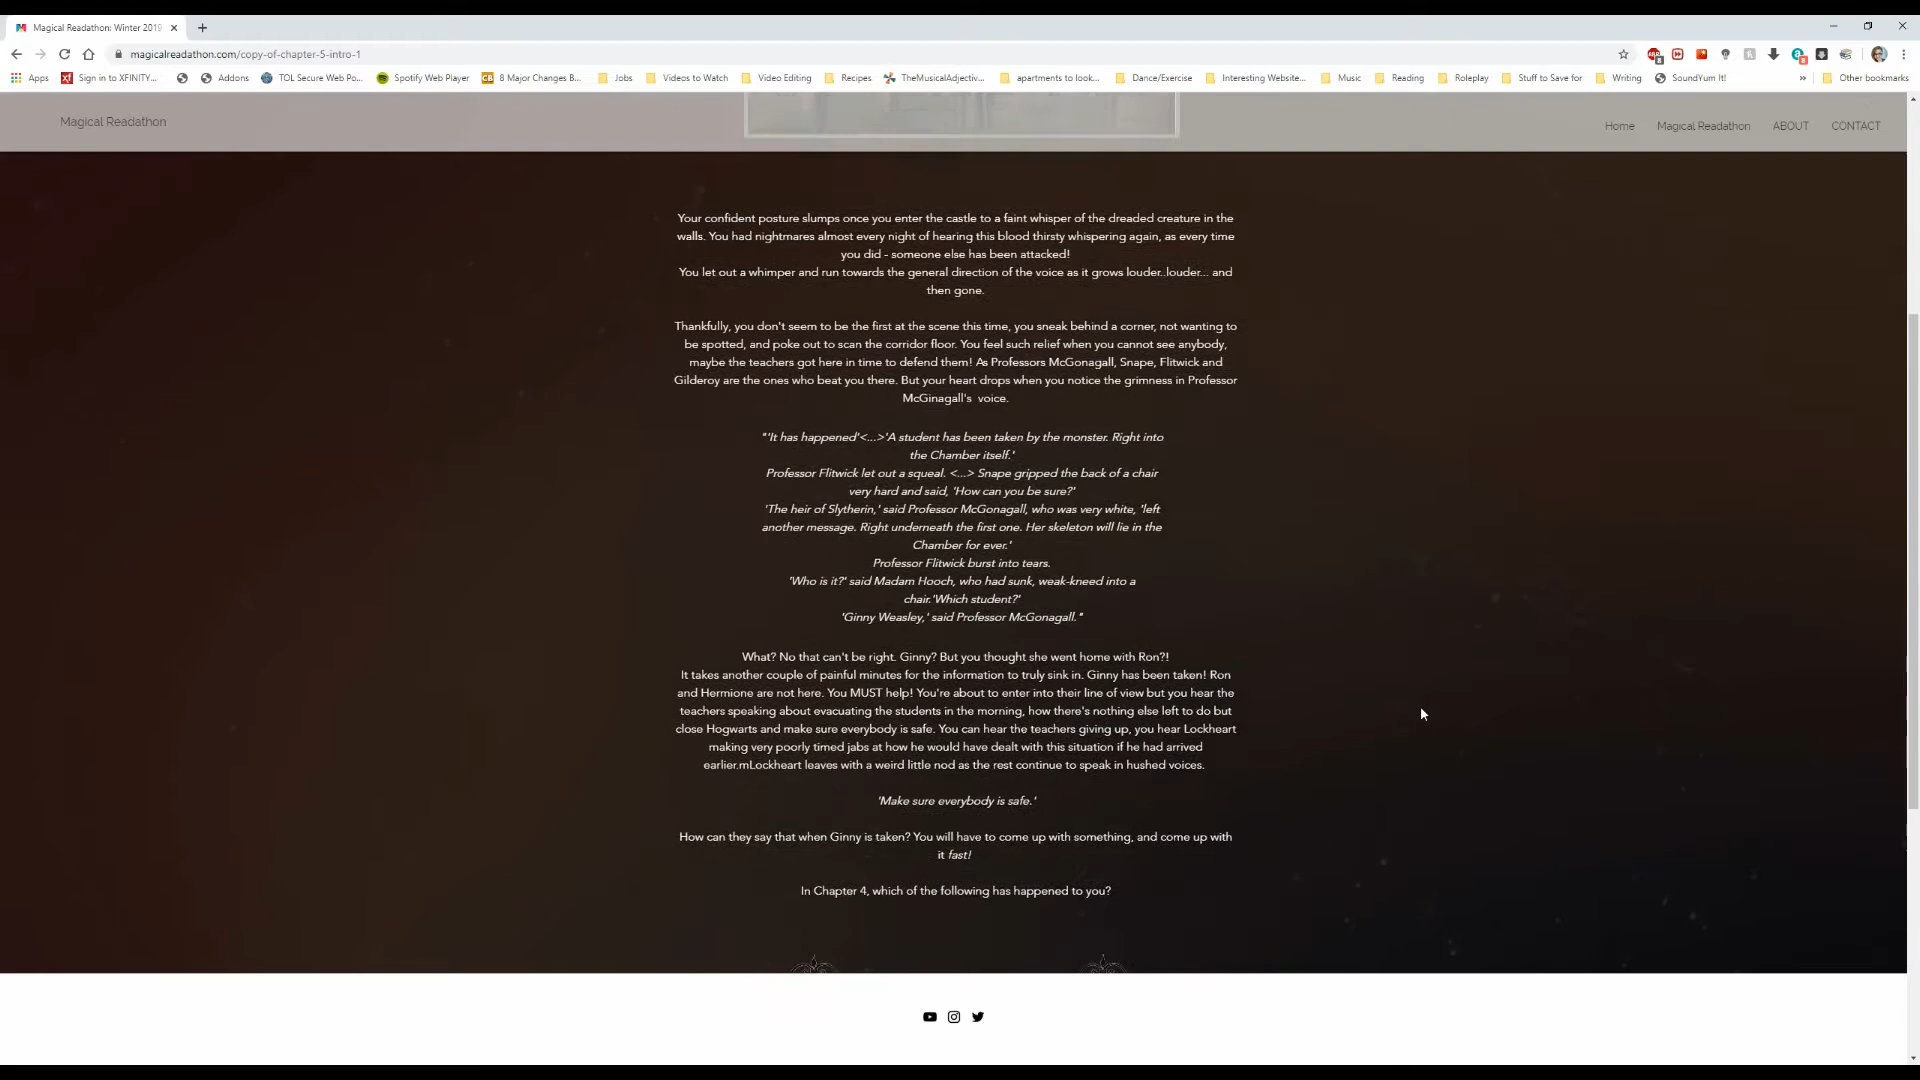 Magical Readathon: Winter 2019
magicalreadathon.com/copy-of-chapter-5-intro-1
Apps
Sign in to XFINITY...
Addons
TOL Secure Web Po...
Spotify Web Player
8 Major Changes B...
Jobs
Videos to Watch
Video Editing
Recipes
TheMusicalAdjectiv...
apartments to look...
Dance/Exercise
Interesting Website...
Music
Reading
Roleplay
Stuff to Save for
Writing
SoundYum It!
»
Other bookmarks
Magical Readathon
Home
Magical Readathon
ABOUT
CONTACT
Your confident posture slumps once you enter the castle to a faint whisper of the dreaded creature in the
walls. You had nightmares almost every night of hearing this blood thirsty whispering again, as every time
you did - someone else has been attacked!
You let out a whimper and run towards the general direction of the voice as it grows louder..louder... and
then gone.
Thankfully, you don't seem to be the first at the scene this time, you sneak behind a corner, not wanting to
be spotted, and poke out to scan the corridor floor. You feel such relief when you cannot see anybody,
maybe the teachers got here in time to defend them! As Professors McGonagall, Snape, Flitwick and
Gilderoy are the ones who beat you there. But your heart drops when you notice the grimness in Professor
McGinagall's  voice.
"'It has happened'<...>'A student has been taken by the monster. Right into
the Chamber itself.'
Professor Flitwick let out a squeal. <...> Snape gripped the back of a chair
very hard and said, 'How can you be sure?'
'The heir of Slytherin,' said Professor McGonagall, who was very white, 'left
another message. Right underneath the first one. Her skeleton will lie in the
Chamber for ever.'
Professor Flitwick burst into tears.
'Who is it?' said Madam Hooch, who had sunk, weak-kneed into a
chair.'Which student?'
'Ginny Weasley,' said Professor McGonagall."
What? No that can't be right. Ginny? But you thought she went home with Ron?!
It takes another couple of painful minutes for the information to truly sink in. Ginny has been taken! Ron
and Hermione are not here. You MUST help! You're about to enter into their line of view but you hear the
teachers speaking about evacuating the students in the morning, how there's nothing else left to do but
close Hogwarts and make sure everybody is safe. You can hear the teachers giving up, you hear Lockheart
making very poorly timed jabs at how he would have dealt with this situation if he had arrived
earlier.mLockheart leaves with a weird little nod as the rest continue to speak in hushed voices.
'Make sure everybody is safe.'
How can they say that when Ginny is taken? You will have to come up with something, and come up with
it fast!
In Chapter 4, which of the following has happened to you?